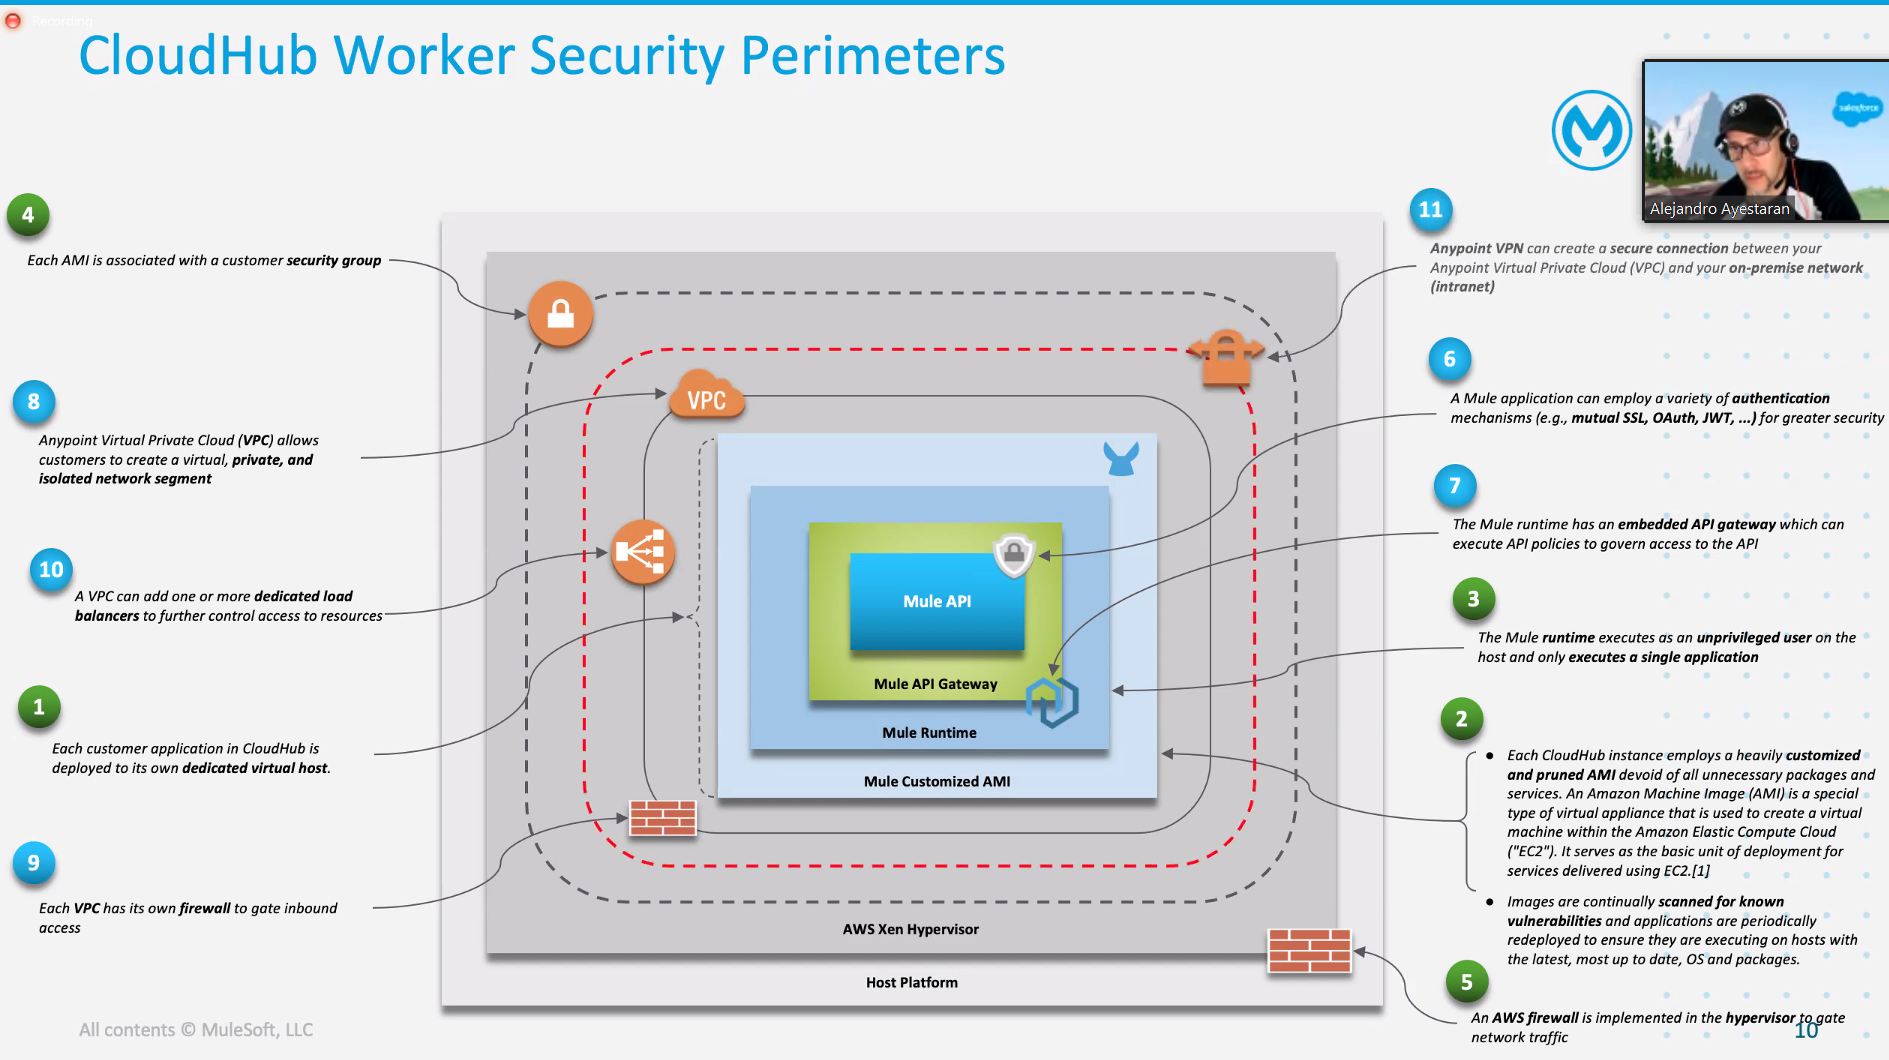 Recording
CloudHub Worker Security Perimeters
salesforce
Alejandro Ayestaran
4
Each AMI is associated with a customer security group
8
Anypoint Virtual Private Cloud (VPC) allows
customers to create a virtual, private, and
isolated network segment
10
A VPC can add one or more dedicated load
balancers to further control access to resources
1
Each customer application in CloudHub is
deployed to its own dedicated virtual host.
9
Each VPC has its own firewall to gate inbound
access
VPC
Mule API
Mule API Gateway
Mule Runtime
Mule Customized AMI
AWS Xen Hypervisor
Host Platform
11
Anypoint VPN can create a secure connection between your
Anypoint Virtual Private Cloud (VPC) and your on-premise network
(intranet)
6
A Mule application can employ a variety of authentication
mechanisms (e.g., mutual SSL, OAuth, JWT, ...) for greater security
7
The Mule runtime has an embedded API gateway which can
execute API policies to govern access to the API
3
The Mule runtime executes as an unprivileged user on the
host and only executes a single application
2
● Each CloudHub instance employs a heavily customized
and pruned AMI devoid of all unnecessary packages and
services. An Amazon Machine Image (AMI) is a special
type of virtual appliance that is used to create a virtual
machine within the Amazon Elastic Compute Cloud
("EC2"). It serves as the basic unit of deployment for
services delivered using EC2.[1]
● Images are continually scanned for known
vulnerabilities and applications are periodically
redeployed to ensure they are executing on hosts with
the latest, most up to date, OS and packages.
5
An AWS firewall is implemented in the hypervisor to gate
network traffic
All contents © MuleSoft, LLC
10